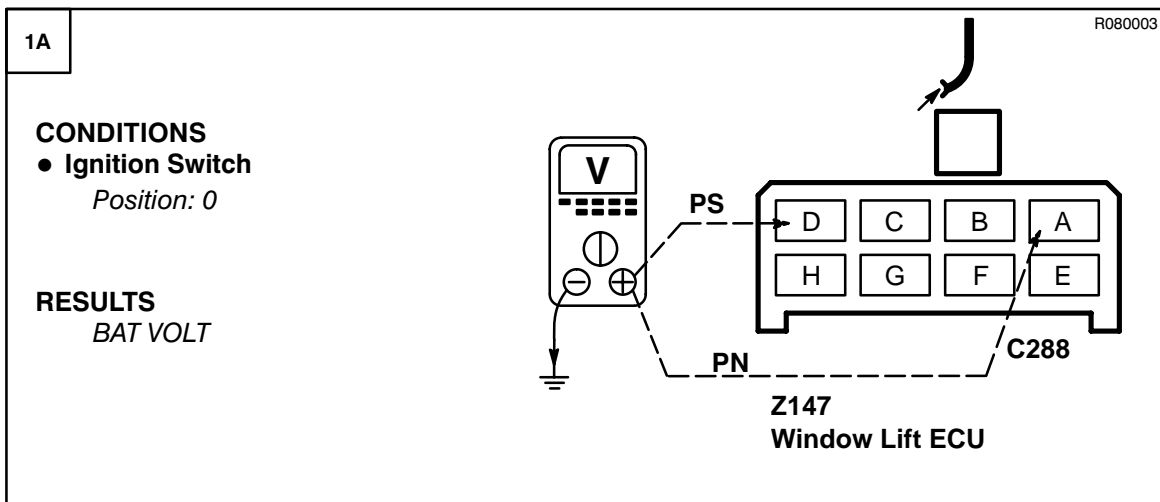 1A
R080003
CONDITIONS
● Ignition Switch
Position: 0
RESULTS
BAT VOLT
V
PS
PN
D C B A
H G F E
C288
Z147
Window Lift ECU